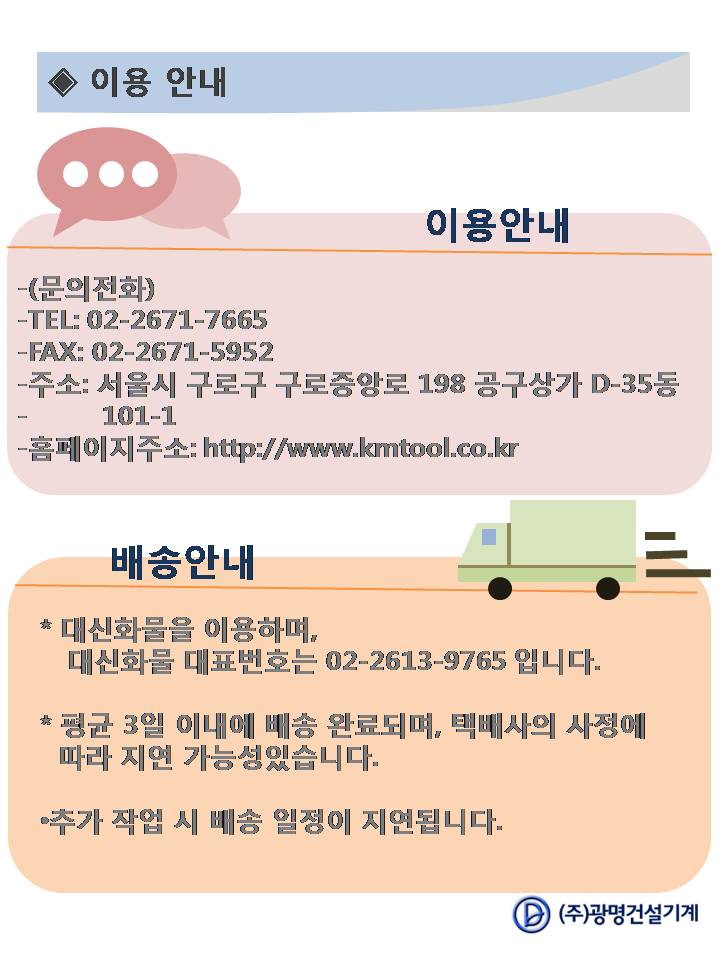 ◈ 이용 안내
이용안내
-(문의전화)
-TEL: 02-2671-7665
-FAX: 02-2671-5952
-주소: 서울시 구로구 구로중앙로 198 공구상가 D-35동
- 101-1
-홈페이지주소: http://www.kmtool.co.kr
배송안내
* 대신화물을 이용하며,
대신화물 대표번호는 02-2613-9765 입니다.
* 평균 3일 이내에 배송 완료되며, 택배사의 사정에
따라 지연 가능성있습니다.
•추가 작업 시 배송 일정이 지연됩니다.
(주)광명건설기계